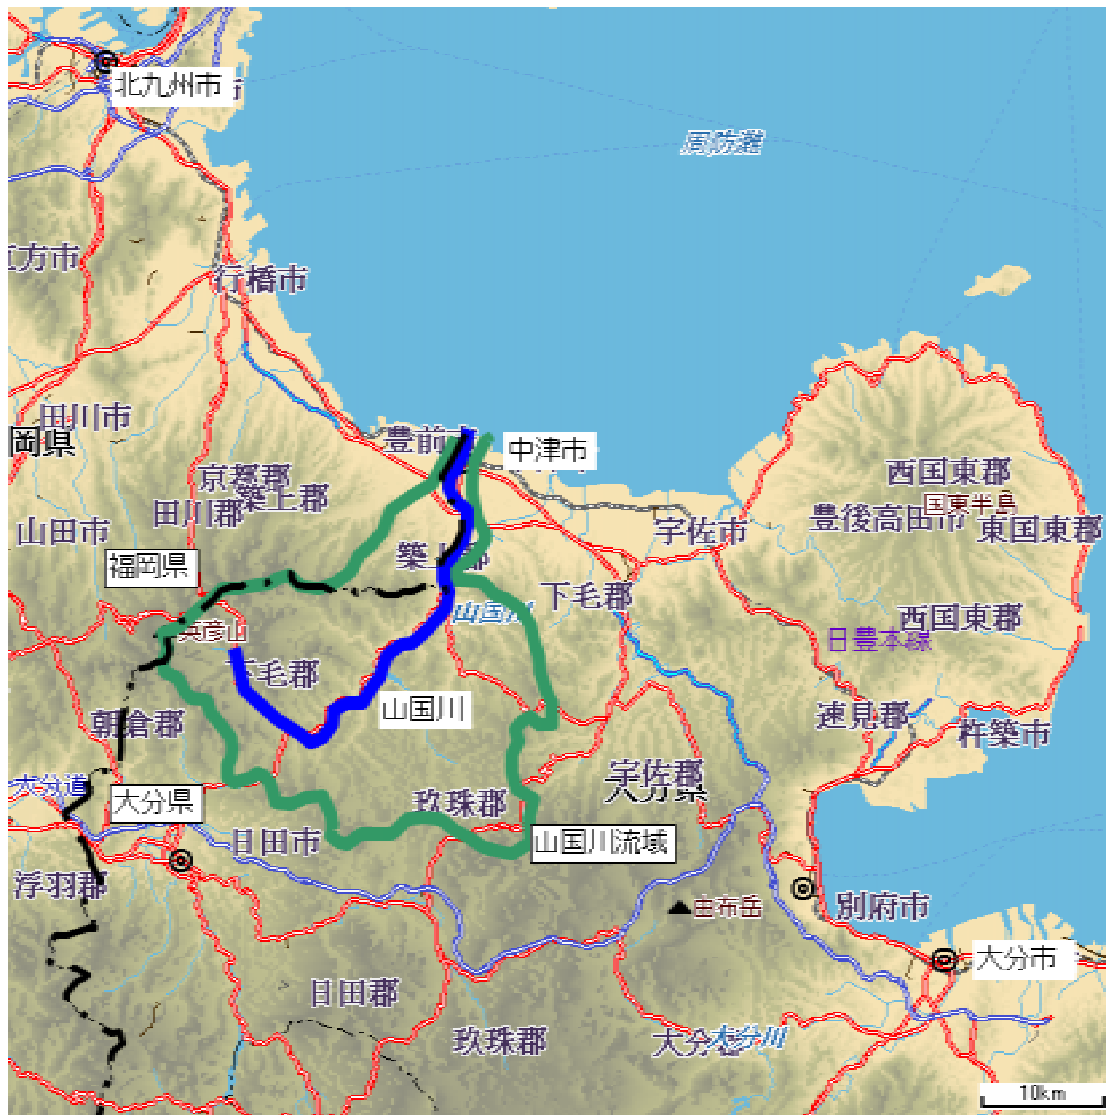 北九州市
周防灘
方市
行橋市
田川市
岡県
豊前
中津市
西国東郡
京都郡
築上郡
田川郡
国東半島
豊後高田市
東国東郡
山田市
宇佐市
福岡県
築上郡
下毛郡
山国川
西国東郡
英彦山
日豊本線
下毛郡
山国川
朝倉郡
速見郡
杵築市
大分道
宇佐郡
大分県
大分県
玖珠郡
日田市
山国川流域
浮羽郡
由布岳
別府市
大分市
日田郡
玖珠郡
大分郡
大分川
10km